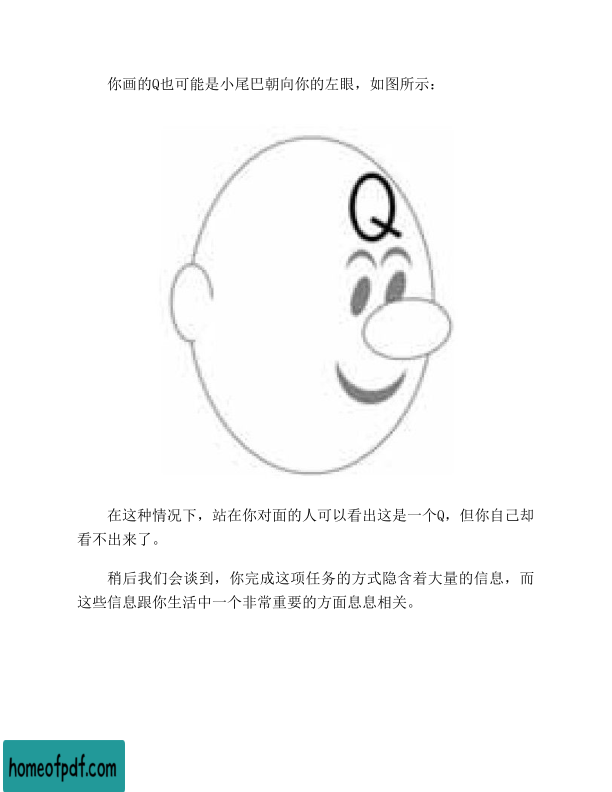 你画的Q也可能是小尾巴朝向你的左眼，如图所示：
Q
在这种情况下，站在你对面的人可以看出这是一个Q，但你自己却
看不出来了。
稍后我们会谈到，你完成这项任务的方式隐含着大量的信息，而
这些信息跟你生活中一个非常重要的方面息息相关。
homeofpdf.com